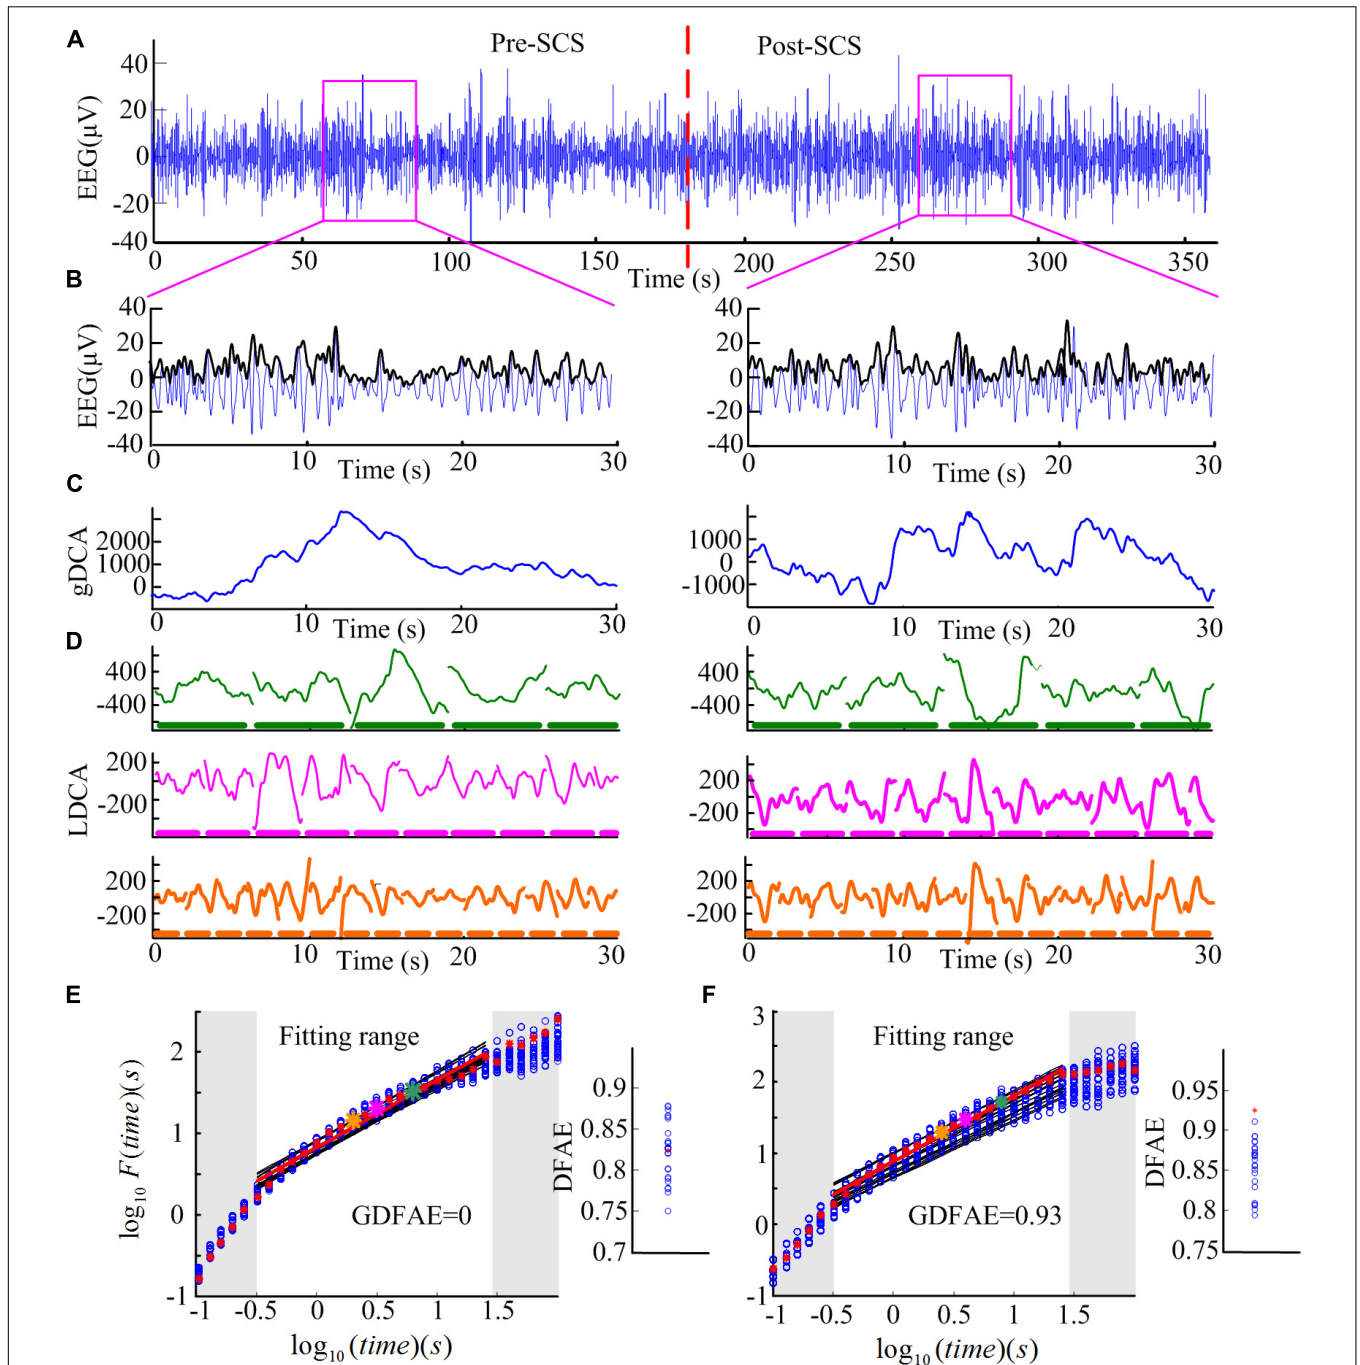 A
Pre-SCS
Post-SCS
EEG(μV)
40
20
0
-20
-40
0 50 100 150 200 250 300 350
Time (s)
B
EEG(μV)
40
20
0
-20
-40
0 10 20 30
Time (s)
40
20
0
-20
-40
0 10 20 30
Time (s)
C
gDCA
2000
1000
0
0 10 20 30
Time (s)
1000
0
-1000
0 10 20 30
Time (s)
D
LDCA
400
-400
400
-400
200
-200
200
-200
200
-200
0 10 20 30
Time (s)
200
-200
0 10 20 30
Time (s)
E
log10 F(time)(s)
2
1
0
-1
Fitting range
GDFAE=0
-1 -0.5 0 0.5 1 1.5
log10 (time)(s)
DFAE
0.9
0.85
0.8
0.75
0.7
F
3
2
1
0
-1
Fitting range
GDFAE=0.93
-1 -0.5 0 0.5 1 1.5
log10 (time)(s)
DFAE
0.95
0.9
0.85
0.8
0.75